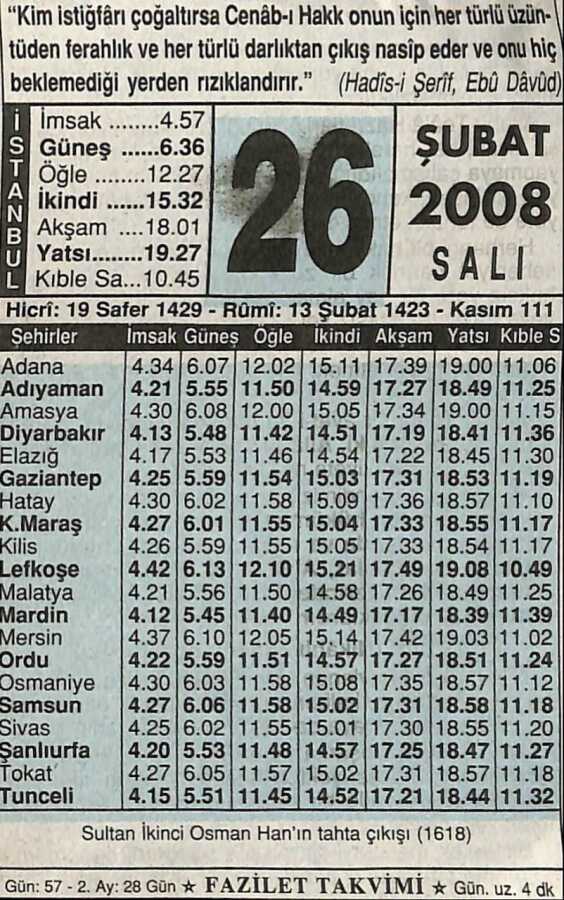 “Kim istiğfârı çoğaltırsa Cenâb-ı Hakk onun için her türlü üzün-
tüden ferahlık ve her türlü darlıktan çıkış nasîp eder ve onu hiç
beklemediği yerden rızıklandırır.” (Hadîs-i Şerîf, Ebû Dâvûd)
İSTANBUL
İmsak ........4.57
Güneş ......6.36
Öğle ........12.27
İkindi ......15.32
Akşam ....18.01
Yatsı........19.27
Kıble Sa...10.45
26
ŞUBAT
2008
SALI
Hicrî: 19 Safer 1429 - Rûmî: 13 Şubat 1423 - Kasım 111
Şehirler İmsak Güneş Öğle İkindi Akşam Yatsı Kıble S
Adana 4.34 6.07 12.02 15.11 17.39 19.00 11.06
Adıyaman 4.21 5.55 11.50 14.59 17.27 18.49 11.25
Amasya 4.30 6.08 12.00 15.05 17.34 19.00 11.15
Diyarbakır 4.13 5.48 11.42 14.51 17.19 18.41 11.36
Elazığ 4.17 5.53 11.46 14.54 17.22 18.45 11.30
Gaziantep 4.25 5.59 11.54 15.03 17.31 18.53 11.19
Hatay 4.30 6.02 11.58 15.09 17.36 18.57 11.10
K.Maraş 4.27 6.01 11.55 15.04 17.33 18.55 11.17
Kilis 4.26 5.59 11.55 15.05 17.33 18.54 11.17
Lefkoşe 4.42 6.13 12.10 15.21 17.49 19.08 10.49
Malatya 4.21 5.56 11.50 14.58 17.26 18.49 11.25
Mardin 4.12 5.45 11.40 14.49 17.17 18.39 11.39
Mersin 4.37 6.10 12.05 15.14 17.42 19.03 11.02
Ordu 4.22 5.59 11.51 14.57 17.27 18.51 11.24
Osmaniye 4.30 6.03 11.58 15.08 17.35 18.57 11.12
Samsun 4.27 6.06 11.58 15.02 17.31 18.58 11.18
Sivas 4.25 6.02 11.55 15.01 17.30 18.55 11.20
Şanlıurfa 4.20 5.53 11.48 14.57 17.25 18.47 11.27
Tokat 4.27 6.05 11.57 15.02 17.31 18.57 11.18
Tunceli 4.15 5.51 11.45 14.52 17.21 18.44 11.32
Sultan İkinci Osman Han'ın tahta çıkışı (1618)
Gün: 57 - 2. Ay: 28 Gün ★ FAZİLET TAKVİMİ ★ Gün. uz. 4 dk